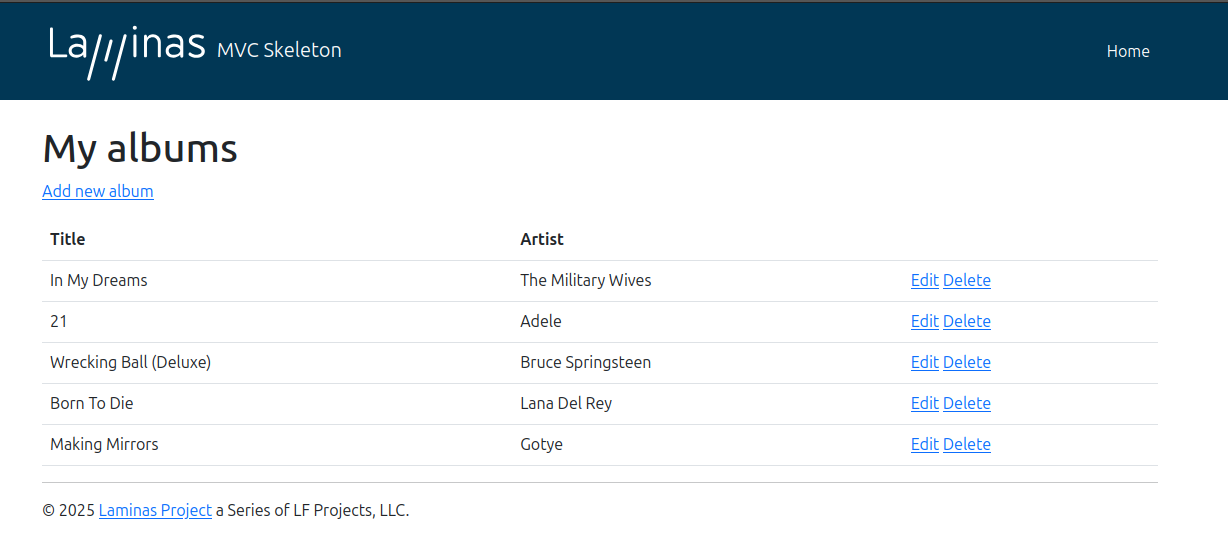 Laminas MVC Skeleton Home
My albums
Add new album
Title Artist
In My Dreams The Military Wives Edit Delete
21 Adele Edit Delete
Wrecking Ball (Deluxe) Bruce Springsteen Edit Delete
Born To Die Lana Del Rey Edit Delete
Making Mirrors Gotye Edit Delete
© 2025 Laminas Project a Series of LF Projects, LLC.